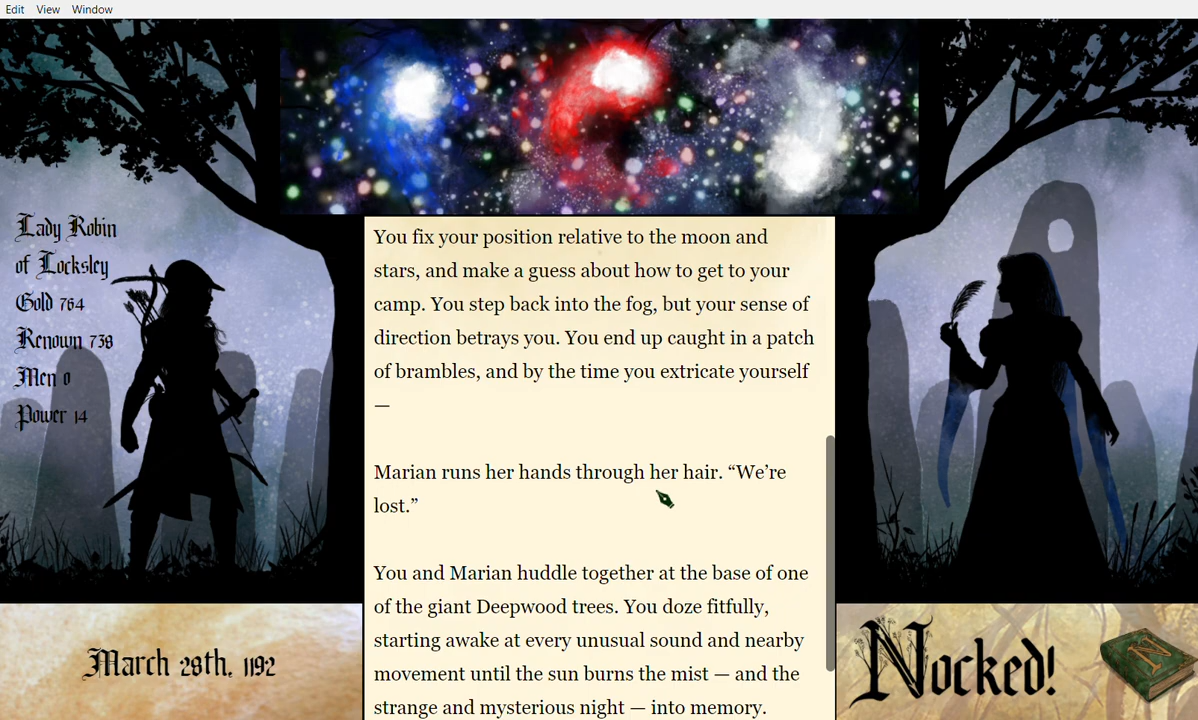 Edit View Window
Lady Robin
of Locksley
Gold 764
Renown 738
Men 0
Power 14
You fix your position relative to the moon and
stars, and make a guess about how to get to your
camp. You step back into the fog, but your sense of
direction betrays you. You end up caught in a patch
of brambles, and by the time you extricate yourself
—
Marian runs her hands through her hair. “We’re
lost.”
You and Marian huddle together at the base of one
of the giant Deepwood trees. You doze fitfully,
starting awake at every unusual sound and nearby
movement until the sun burns the mist — and the
strange and mysterious night — into memory.
March 28th, 1192
Nocked!
N